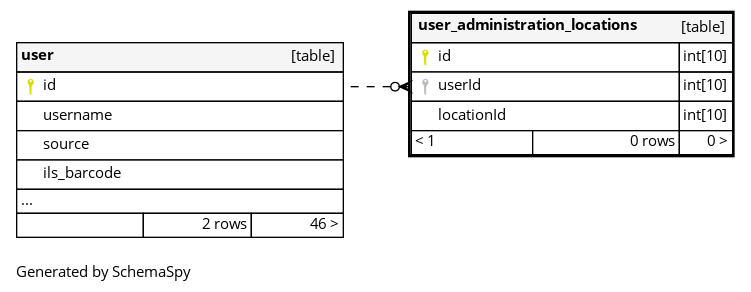 user [table]
id
username
source
ils_barcode
...
2 rows 46 >
user_administration_locations [table]
id int[10]
userId int[10]
locationId int[10]
< 1 0 rows 0 >
Generated by SchemaSpy